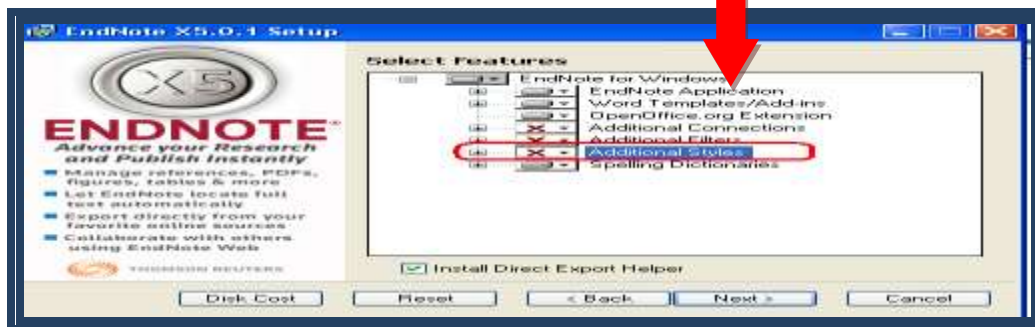 EndNote X5.0.1 Setup
X5
ENDNOTE®
Advance your Research
and Publish Instantly
Manage references, PDFs,
figures, tables & more
Let EndNote locate full
text automatically
Export directly from your
favorite online sources
Collaborate with others
using EndNote Web
THOMSON REUTERS
Select Features
EndNote for Windows
EndNote Application
Word Templates/Add-ins
OpenOffice.org Extension
Additional Connections
Additional Filters
Additional Styles
Spelling Dictionaries
Install Direct Export Helper
Disk Cost
Reset
< Back
Next >
Cancel